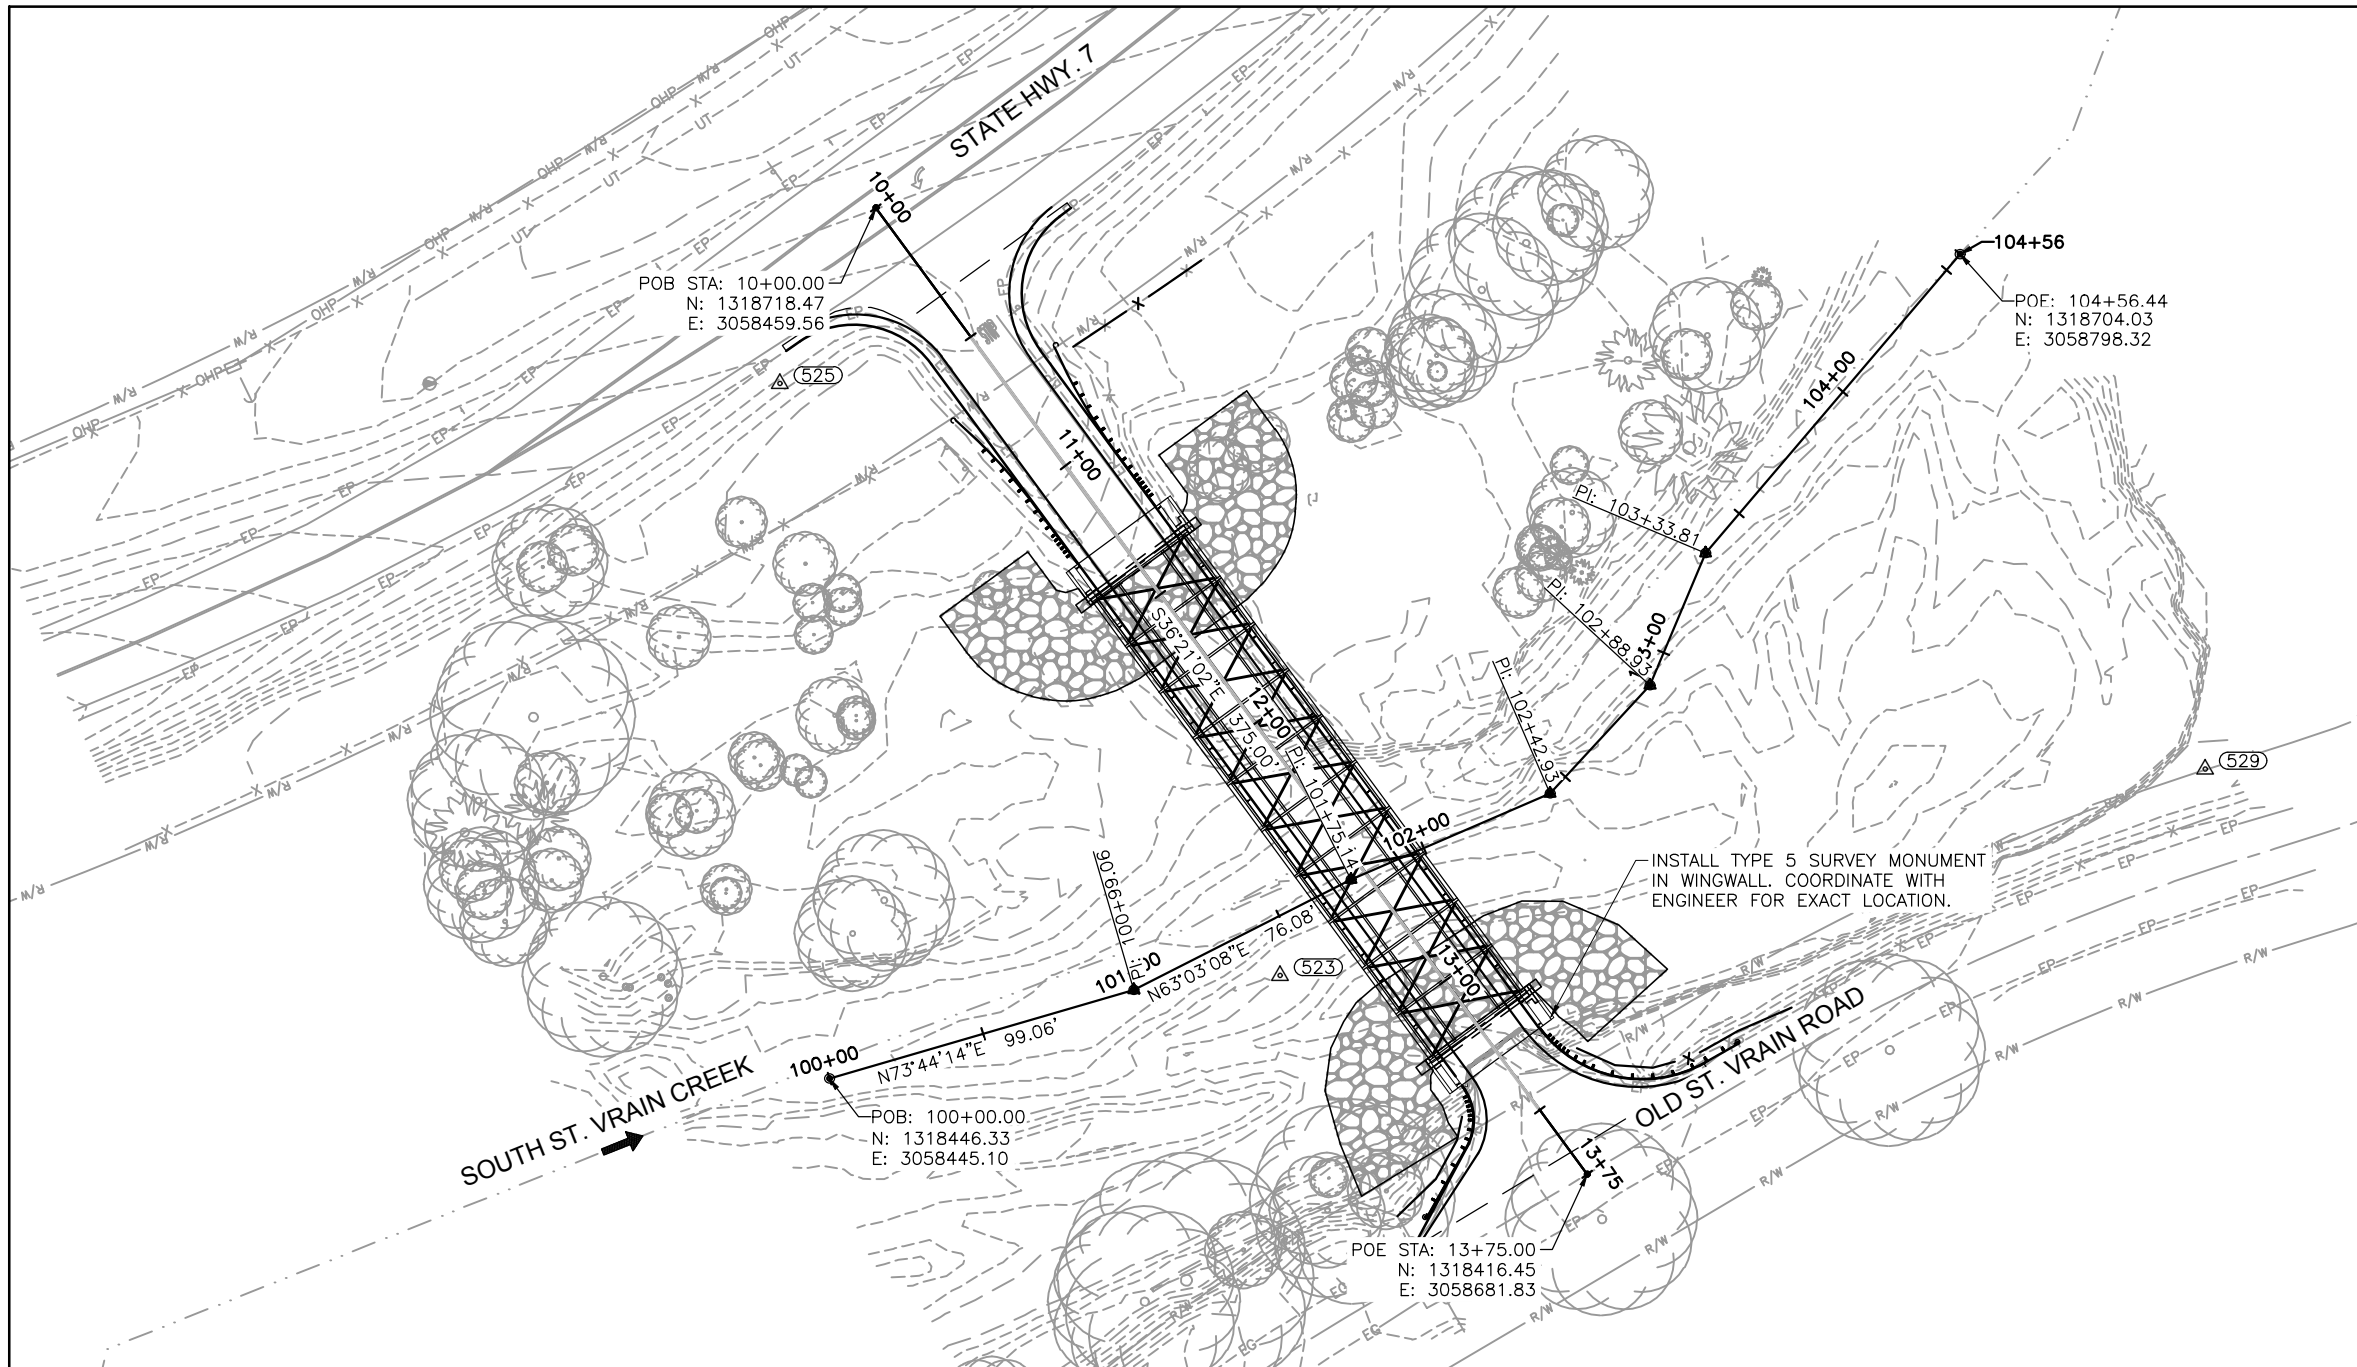 STATE HWY. 7
10+00
POB STA: 10+00.00
N: 1318718.47
E: 3058459.56
525
11+00
S36°21'02"E 375.00'
12+00
PI: 101+75.14
102+00
PI: 102+42.93
PI: 102+88.93
103+00
PI: 103+33.81
104+00
104+56
POE: 104+56.44
N: 1318704.03
E: 3058798.32
529
INSTALL TYPE 5 SURVEY MONUMENT
IN WINGWALL. COORDINATE WITH
ENGINEER FOR EXACT LOCATION.
PI: 100+99.06
101+00
N63°03'08"E 76.08'
523
13+00
100+00
N73°44'14"E 99.06'
POB: 100+00.00
N: 1318446.33
E: 3058445.10
SOUTH ST. VRAIN CREEK
OLD ST. VRAIN ROAD
13+75
POE STA: 13+75.00
N: 1318416.45
E: 3058681.83
OHP
R/W
UT
EP
X
EG